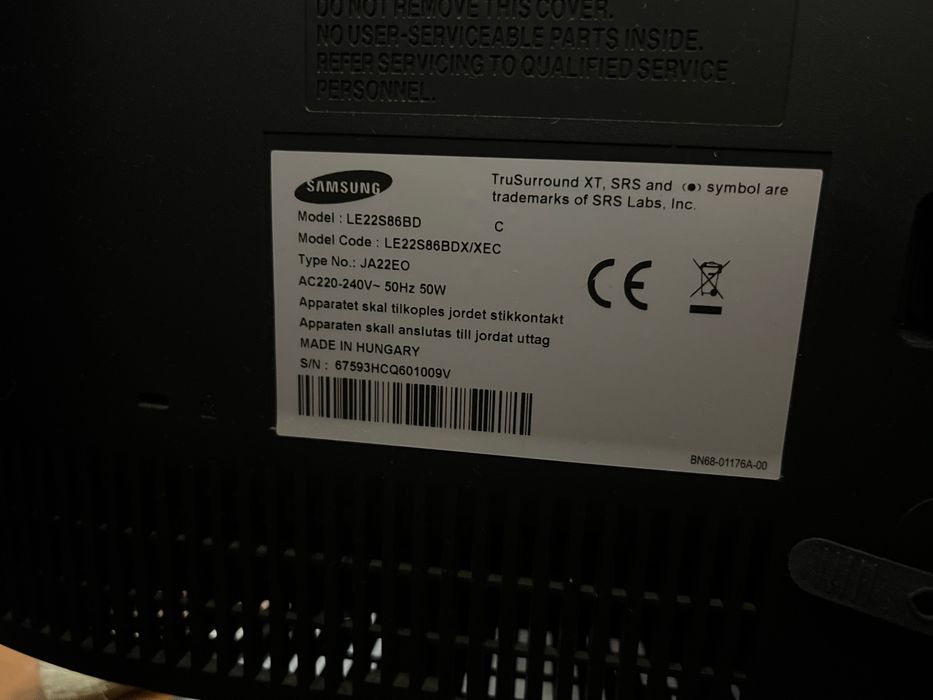 DO NOT REMOVE THIS COVER.
NO USER-SERVICEABLE PARTS INSIDE.
REFER SERVICING TO QUALIFIED SERVICE
PERSONNEL.
SAMSUNG
TruSurround XT, SRS and (●) symbol are
trademarks of SRS Labs, Inc.
Model : LE22S86BD
C
Model Code : LE22S86BDX/XEC
Type No.: JA22EO
AC220-240V~ 50Hz 50W
Apparatet skal tilkoples jordet stikkontakt
Apparaten skall anslutas till jordat uttag
MADE IN HUNGARY
S/N : 67593HCQ601009V
CE
BN68-01176A-00